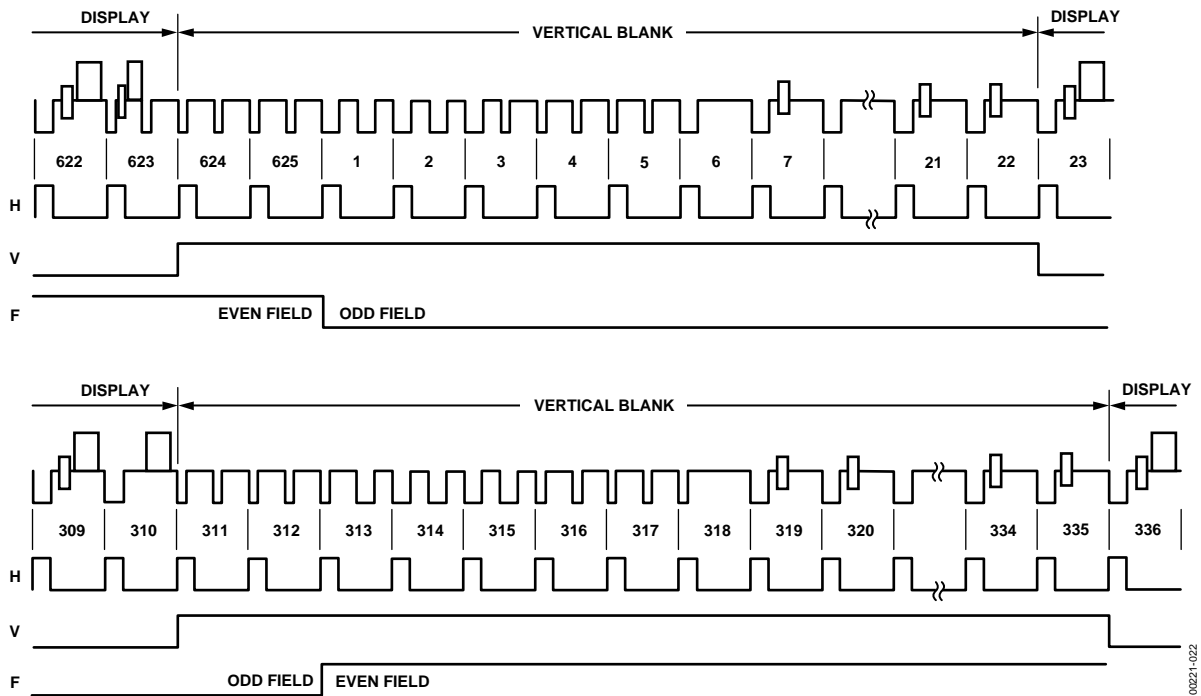 DISPLAY VERTICAL BLANK DISPLAY
622 623 624 625 1 2 3 4 5 6 7 21 22 23
H
V
F EVEN FIELD ODD FIELD
DISPLAY VERTICAL BLANK DISPLAY
309 310 311 312 313 314 315 316 317 318 319 320 334 335 336
H
V
F ODD FIELD EVEN FIELD
00221-022